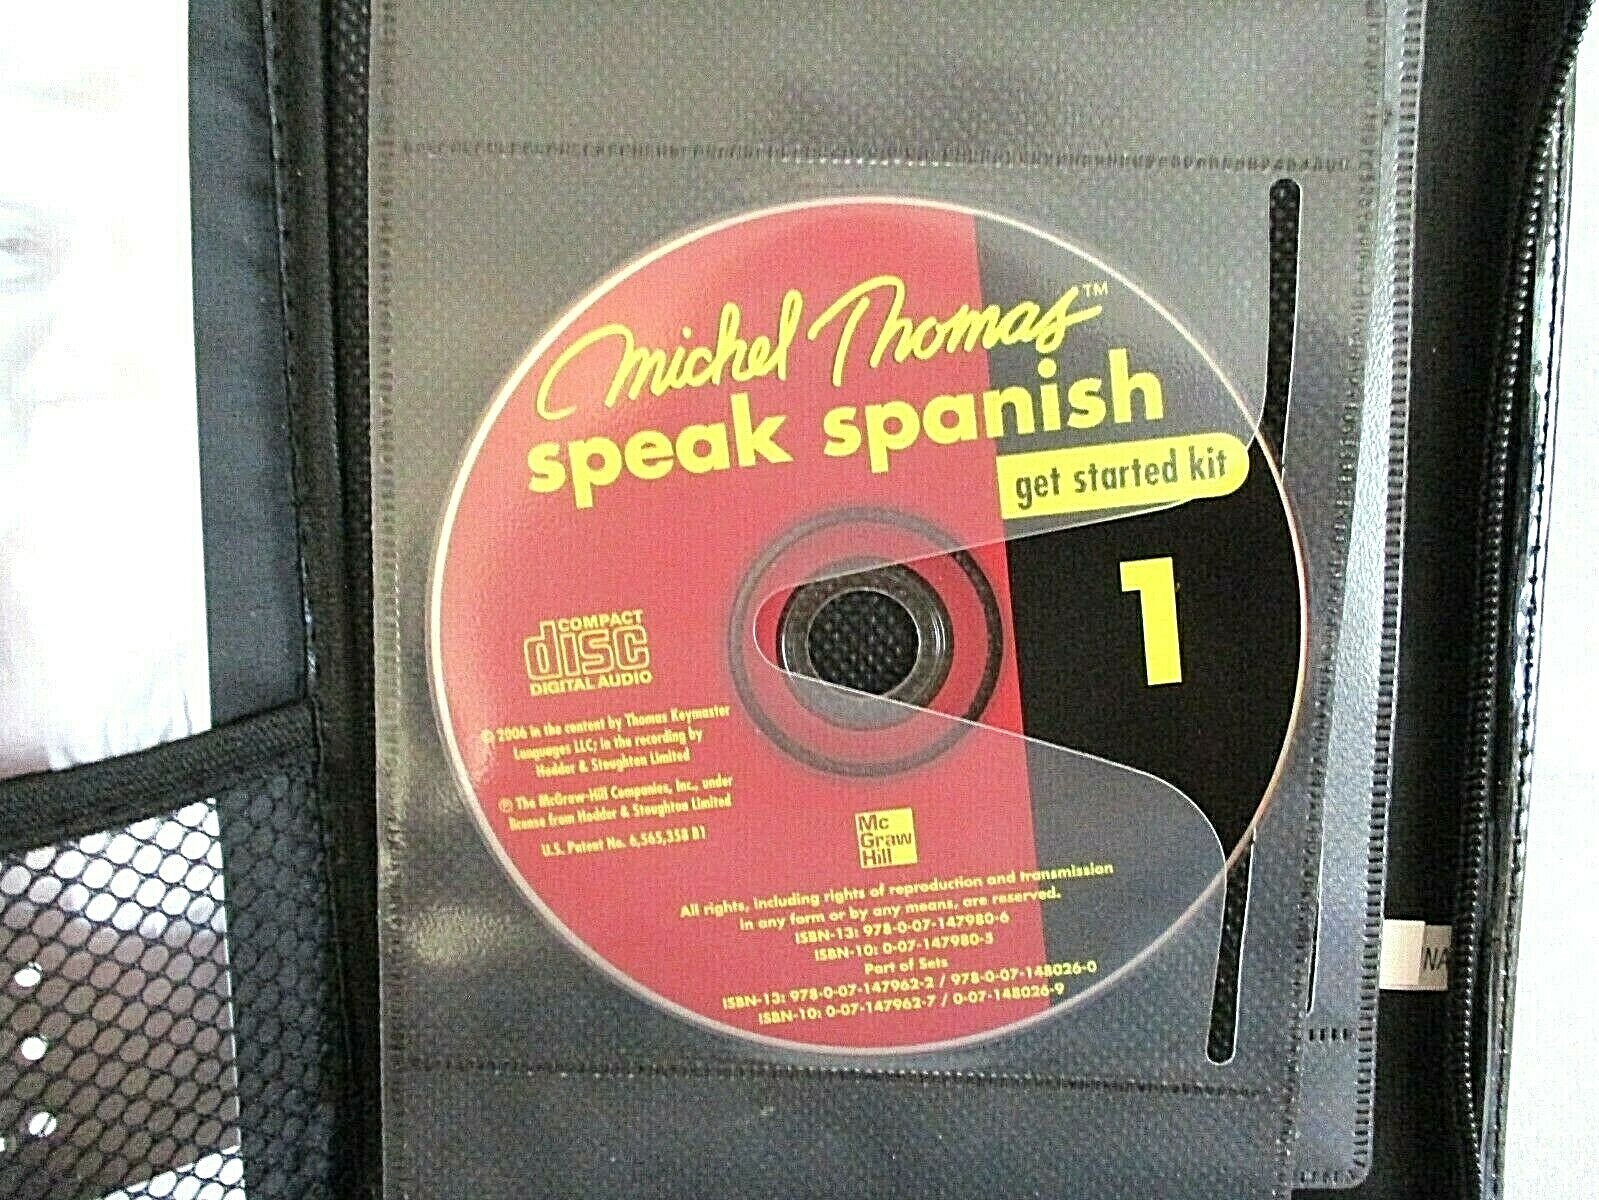 Michel Thomas™
speak spanish
get started kit
1
COMPACT
disc
DIGITAL AUDIO
© 2006 in the content by Thomas Keymaster
Languages LLC; in the recording by
Hodder & Stoughton Limited
℗ The McGraw-Hill Companies, Inc., under
license from Hodder & Stoughton Limited
U.S. Patent No. 6,565,358 B1
Mc
Graw
Hill
All rights, including rights of reproduction and transmission
in any form or by any means, are reserved.
ISBN-13: 978-0-07-147980-6
ISBN-10: 0-07-147980-5
Part of Sets
ISBN-13: 978-0-07-147962-2 / 978-0-07-148026-0
ISBN-10: 0-07-147962-7 / 0-07-148026-9
NA